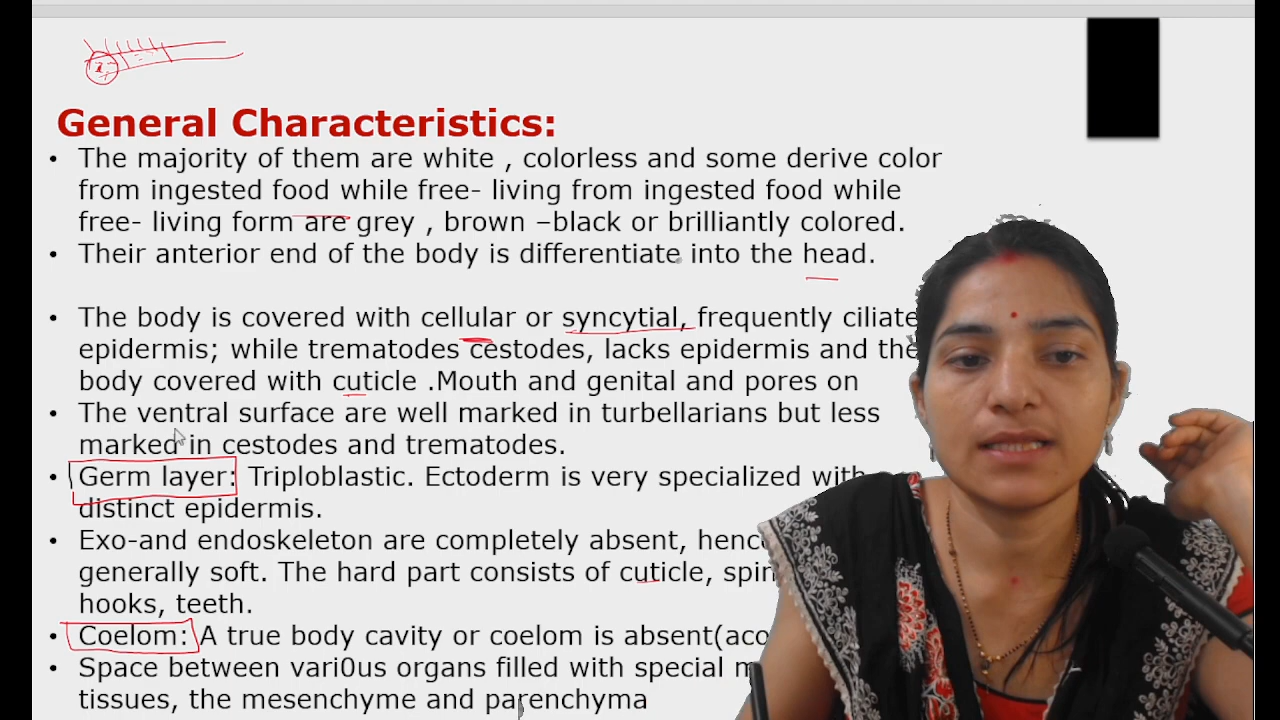 General Characteristics:
• The majority of them are white , colorless and some derive color
from ingested food while free- living from ingested food while
free- living form are grey , brown –black or brilliantly colored.
• Their anterior end of the body is differentiate into the head.
• The body is covered with cellular or syncytial, frequently ciliate
epidermis; while trematodes cestodes, lacks epidermis and the
body covered with cuticle .Mouth and genital and pores on
• The ventral surface are well marked in turbellarians but less
marked in cestodes and trematodes.
• Germ layer: Triploblastic. Ectoderm is very specialized with
distinct epidermis.
• Exo-and endoskeleton are completely absent, henc
generally soft. The hard part consists of cuticle, spin
hooks, teeth.
• Coelom: A true body cavity or coelom is absent(aco
• Space between vari0us organs filled with special m
tissues, the mesenchyme and parenchyma